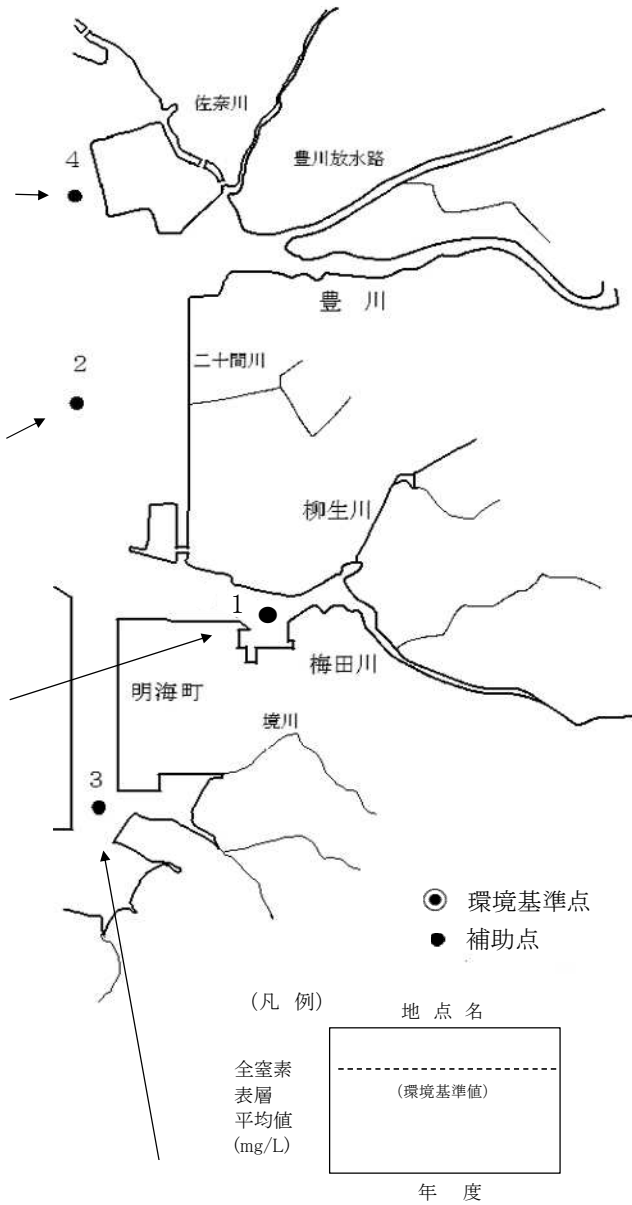 佐奈川
4
豊川放水路
豊 川
2
二十間川
柳生川
1
梅田川
明海町
境川
3
環境基準点
補助点
(凡 例)
地 点 名
全窒素
表層
平均値
(mg/L)
(環境基準値)
年 度